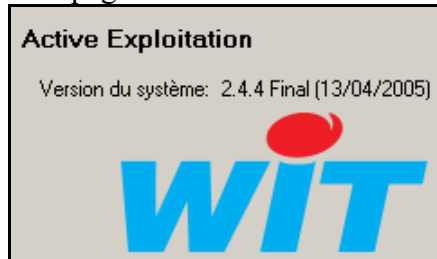 Active Exploitation
Version du système: 2.4.4 Final (13/04/2005)
WIT